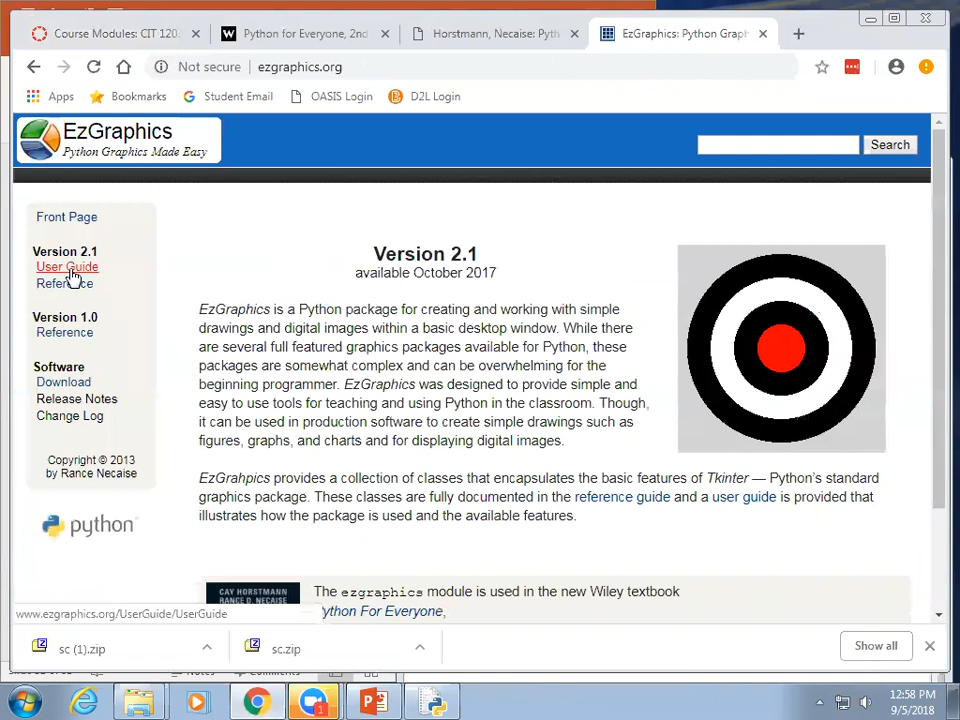 Course Modules: CIT 120.
Python for Everyone, 2nd
Horstmann, Necaise: Pyth
EzGraphics: Python Graph
Not secure
ezgraphics.org
Apps
Bookmarks
Student Email
OASIS Login
D2L Login
EzGraphics
Python Graphics Made Easy
Search
Front Page
Version 2.1
User Guide
Reference
Version 1.0
Reference
Software
Download
Release Notes
Change Log
Copyright © 2013
by Rance Necaise
python
Version 2.1
available October 2017
EzGraphics is a Python package for creating and working with simple
drawings and digital images within a basic desktop window. While there
are several full featured graphics packages available for Python, these
packages are somewhat complex and can be overwhelming for the
beginning programmer. EzGraphics was designed to provide simple and
easy to use tools for teaching and using Python in the classroom. Though,
it can be used in production software to create simple drawings such as
figures, graphs, and charts and for displaying digital images.
EzGrahpics provides a collection of classes that encapsulates the basic features of Tkinter — Python's standard
graphics package. These classes are fully documented in the reference guide and a user guide is provided that
illustrates how the package is used and the available features.
CAY HORSTMANN
The ezgraphics module is used in the new Wiley textbook
Python For Everyone,
www.ezgraphics.org/UserGuide/UserGuide
sc (1).zip
sc.zip
Show all
12:58 PM
9/5/2018